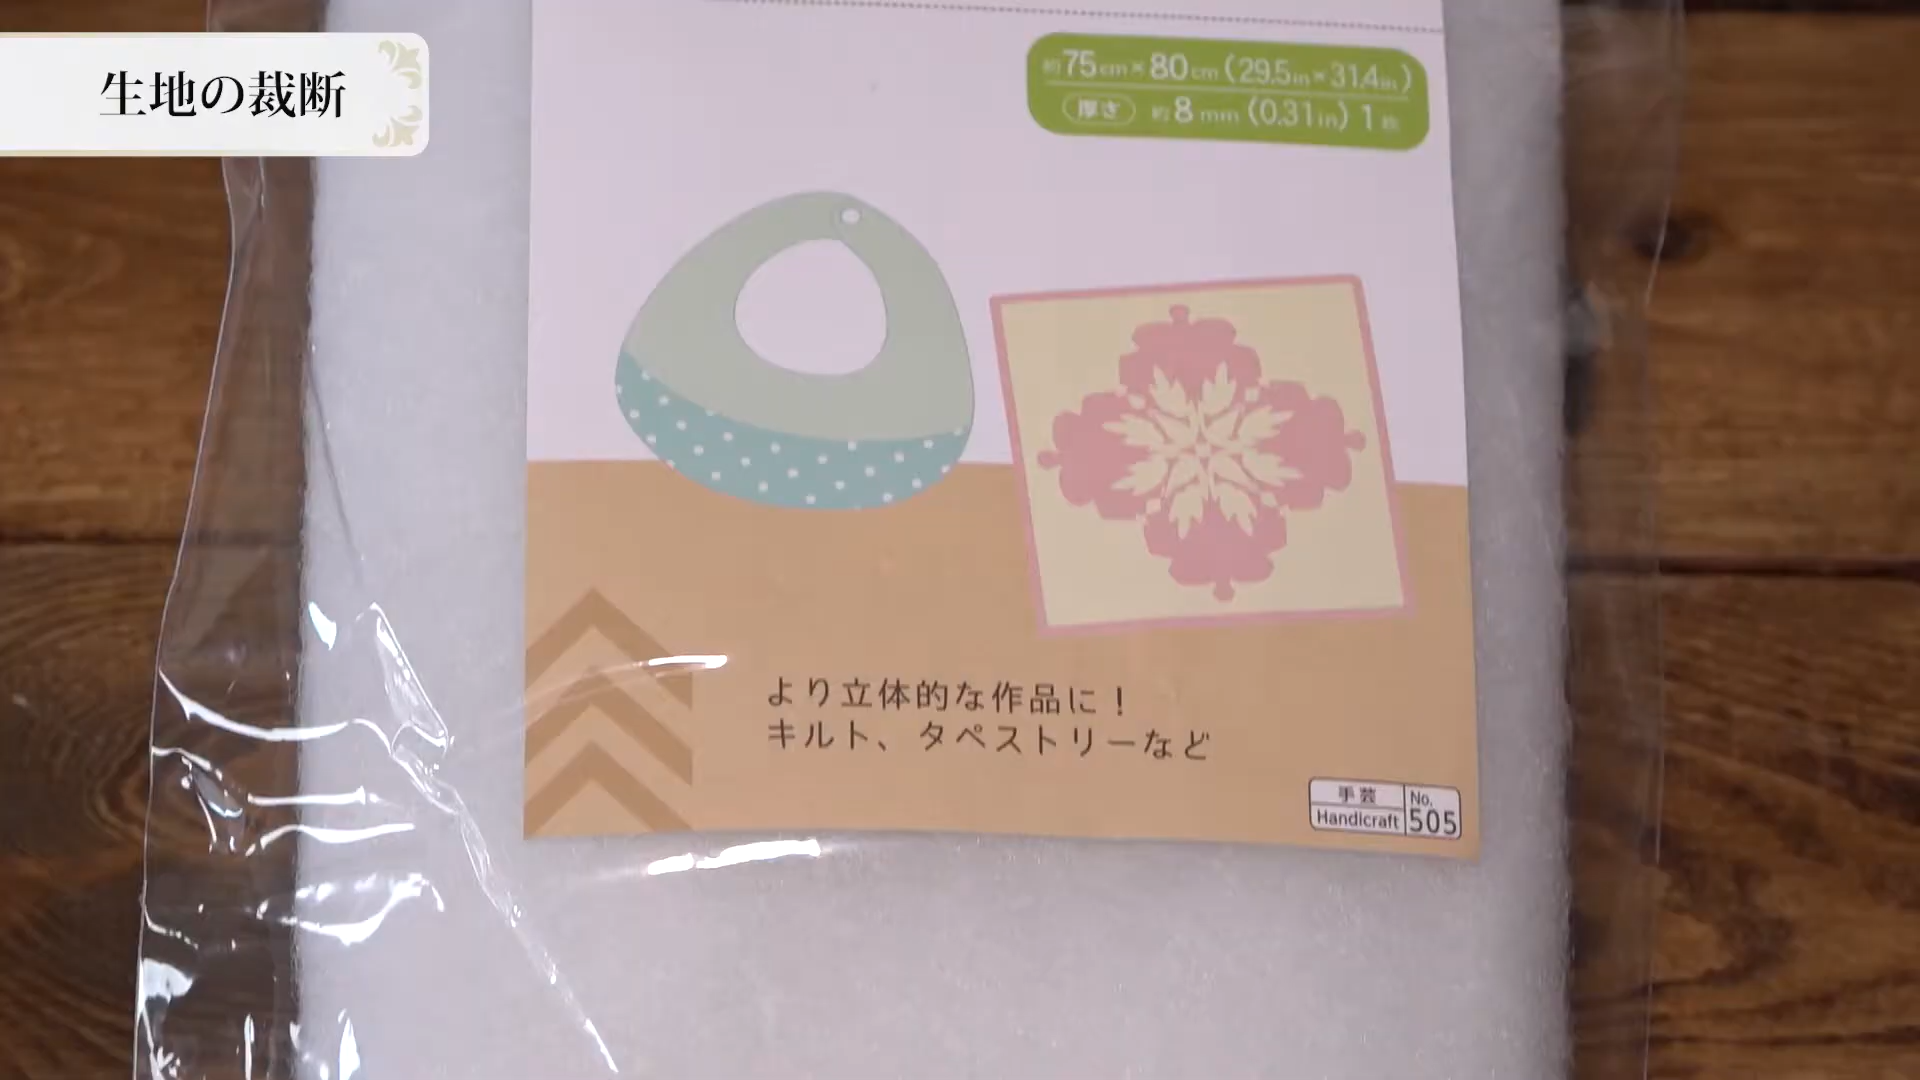 生地の裁断
約75cm×80cm(29.5in×31.4in)
厚さ 約8mm(0.31in)1枚
より立体的な作品に!
キルト、タペストリーなど
手芸 No.
Handicraft 505